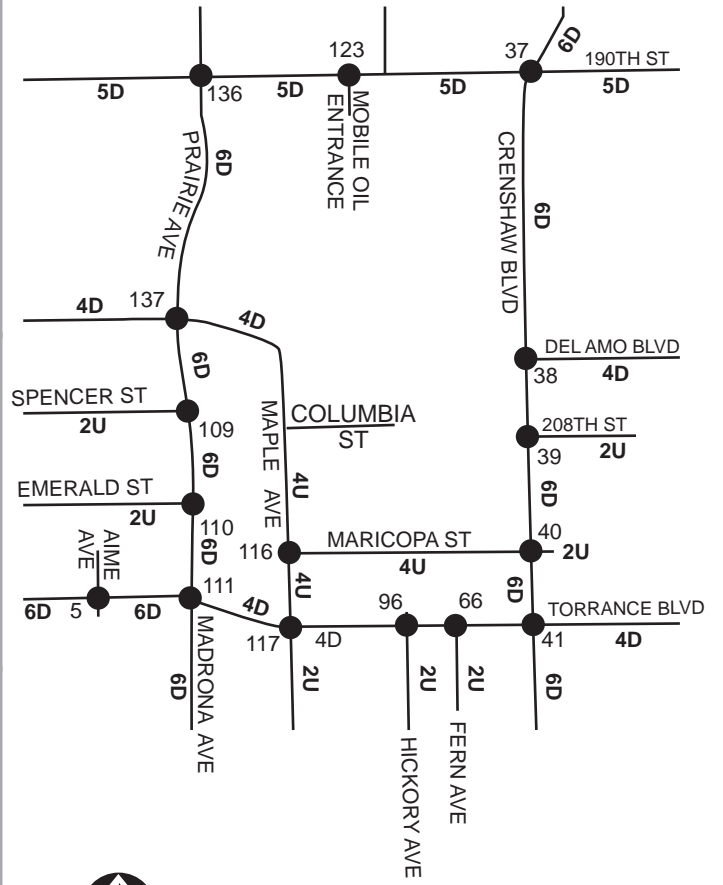 123
37
6D
190TH ST
5D
136
5D
5D
5D
MOBILE OIL
ENTRANCE
PRAIRIE AVE
6D
CRENSHAW BLVD
6D
4D
137
4D
DEL AMO BLVD
38
4D
6D
SPENCER ST
2U
109
MAPLE AVE
COLUMBIA
ST
208TH ST
39
2U
6D
4U
6D
EMERALD ST
2U
110
116
MARICOPA ST
4U
40
2U
AIME
AVE
6D
111
4U
6D
6D
5
6D
4D
117
4D
96
66
TORRANCE BLVD
41
4D
6D
MADRONA AVE
2U
2U
2U
6D
HICKORY AVE
FERN AVE